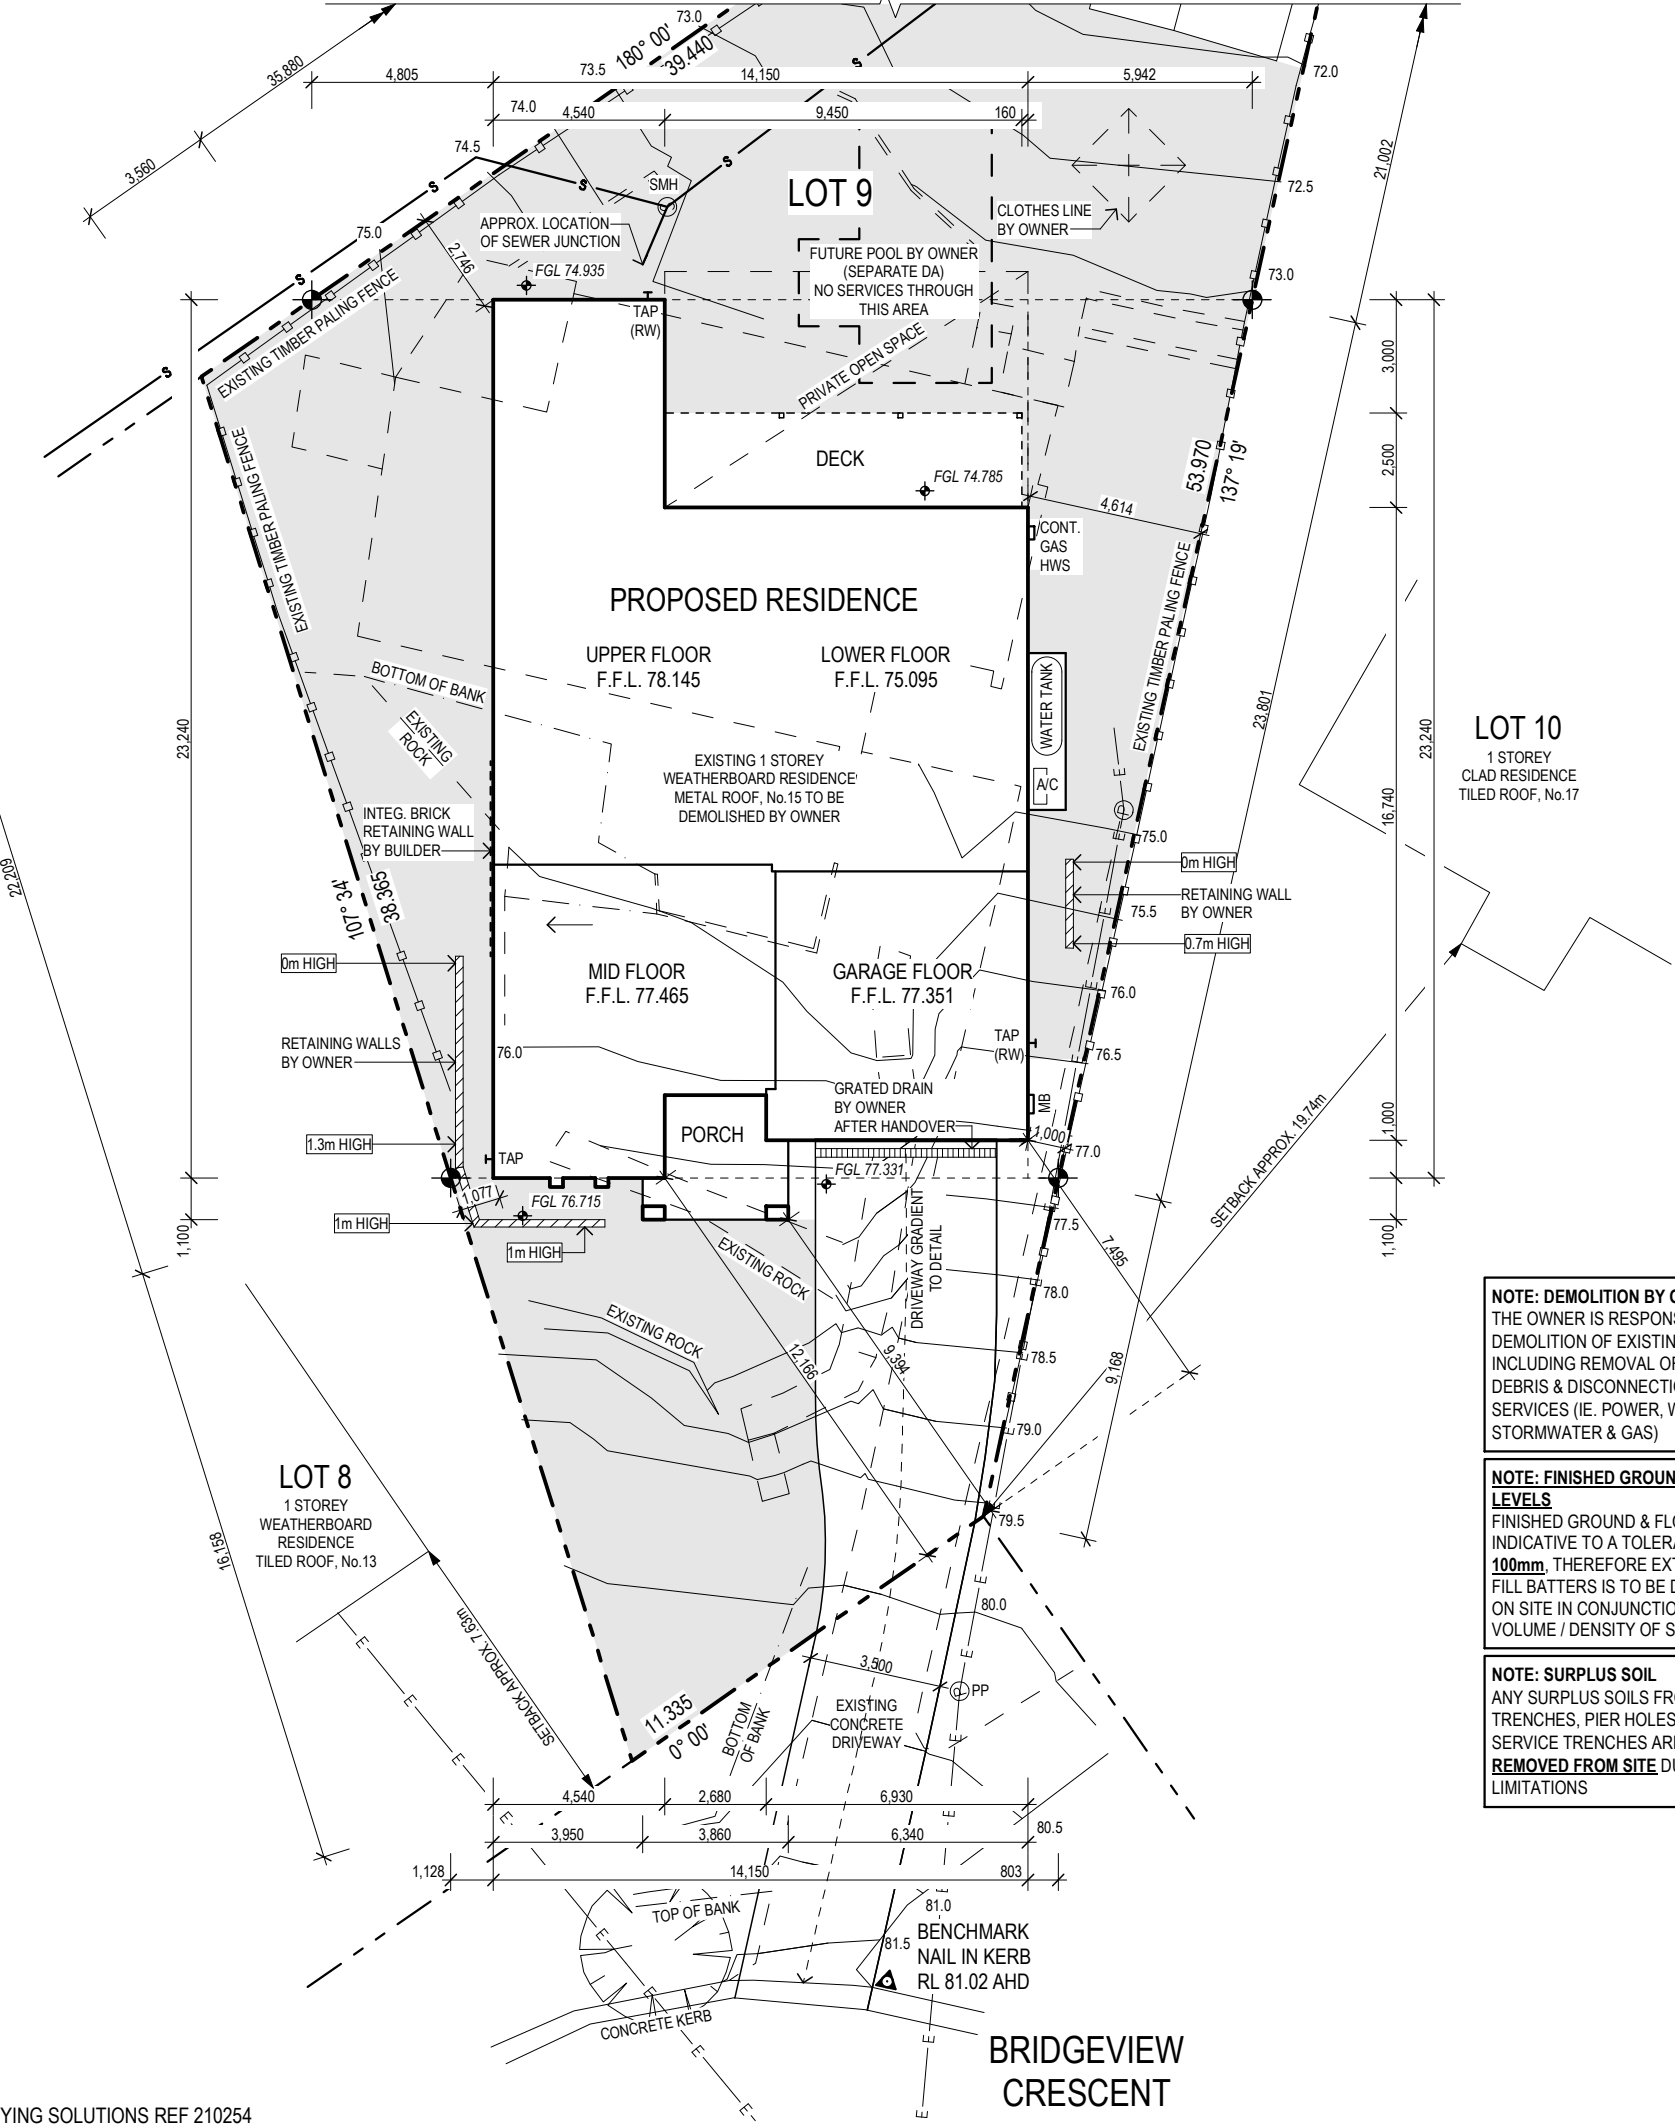 73.0
180° 00'
39.440
35.880
4,805
73.5
14,150
5,942
72.0
74.0
4,540
9,450
160
74.5
3,560
S
S
S
S
SMH
LOT 9
72.5
21.002
APPROX. LOCATION
OF SEWER JUNCTION
CLOTHES LINE
BY OWNER
75.0
2,746
FGL 74.935
FUTURE POOL BY OWNER
(SEPARATE DA)
NO SERVICES THROUGH
THIS AREA
73.0
S
TAP
(RW)
EXISTING TIMBER PALING FENCE
PRIVATE OPEN SPACE
3,000
S
EXISTING TIMBER PALING FENCE
DECK
FGL 74.785
53.970
137° 19'
2,500
4,614
CONT.
GAS
HWS
PROPOSED RESIDENCE
UPPER FLOOR
F.F.L. 78.145
LOWER FLOOR
F.F.L. 75.095
EXISTING TIMBER PALING FENCE
BOTTOM OF BANK
EXISTING
ROCK
WATER TANK
A/C
23,801
23,240
23,240
LOT 10
1 STOREY
CLAD RESIDENCE
TILED ROOF, No.17
EXISTING 1 STOREY
WEATHERBOARD RESIDENCE
METAL ROOF, No.15 TO BE
DEMOLISHED BY OWNER
E
P
E
16,740
INTEG. BRICK
RETAINING WALL
BY BUILDER
75.0
22,209
107° 34'
38.365
0m HIGH
RETAINING WALL
BY OWNER
75.5
E
0.7m HIGH
0m HIGH
MID FLOOR
F.F.L. 77.465
GARAGE FLOOR
F.F.L. 77.351
76.0
RETAINING WALLS
BY OWNER
76.0
TAP
(RW)
76.5
GRATED DRAIN
BY OWNER
AFTER HANDOVER
MB
1,000
1,000
1.3m HIGH
TAP
PORCH
77.0
FGL 77.331
1,077
FGL 76.715
1m HIGH
1m HIGH
77.5
1,100
1,100
SETBACK APPROX. 19.74m
7,495
EXISTING ROCK
EXISTING ROCK
DRIVEWAY GRADIENT
TO DETAIL
78.0
78.5
12,166
9,394
9,168
79.0
NOTE: DEMOLITION BY
THE OWNER IS
DEMOLITION OF
INCLUDING REMOVAL
DEBRIS &
SERVICES (IE. POWER,
STORMWATER & GAS)
NOTE: FINISHED
LEVELS
FINISHED GROUND &
INDICATIVE TO A
100mm, THEREFORE
FILL BATTERS IS TO BE
ON SITE IN
VOLUME / DENSITY OF
NOTE: SURPLUS SOIL
ANY SURPLUS SOILS
TRENCHES, PIER HOLES
SERVICE TRENCHES
REMOVED FROM SITE
LIMITATIONS
LOT 8
1 STOREY
WEATHERBOARD
RESIDENCE
TILED ROOF, No.13
16,158
79.5
E
80.0
SETBACK APPROX. 7.63m
E
E
E
E
3,500
E
PP
11.335
0° 00'
BOTTOM
OF BANK
EXISTING
CONCRETE
DRIVEWAY
E
4,540
2,680
6,930
E
E
3,950
3,860
6,340
80.5
E
1,128
14,150
803
TOP OF BANK
81.0
E
E
81.5
BENCHMARK
NAIL IN KERB
RL 81.02 AHD
E
E
CONCRETE KERB
E
E
E
E
BRIDGEVIEW
CRESCENT
YING SOLUTIONS REF 210254